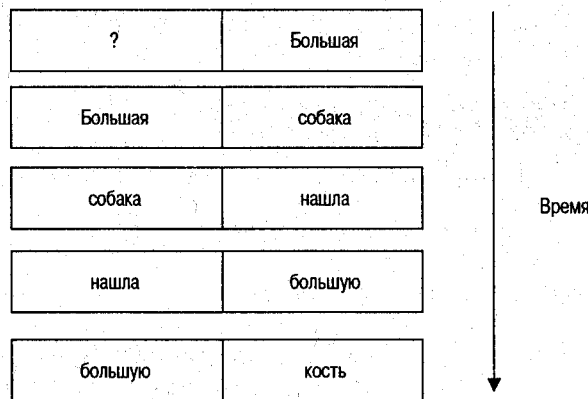 ? Большая
Большая собака
собака нашла
Время
нашла большую
большую кость